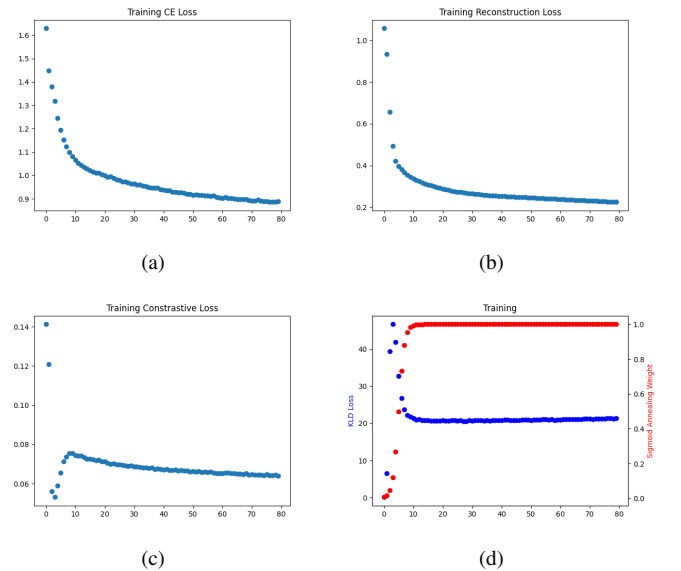 Training CE Loss
1.6
1.5
1.4
1.3
1.2
1.1
1.0
0.9
0 10 20 30 40 50 60 70 80
(a)
Training Reconstruction Loss
1.0
0.8
0.6
0.4
0.2
0 10 20 30 40 50 60 70 80
(b)
Training Constrastive Loss
0.14
0.12
0.10
0.08
0.06
0 10 20 30 40 50 60 70 80
(c)
Training
KLD Loss
40
30
20
10
0
0 10 20 30 40 50 60 70 80
1.0
0.8
0.6
0.4
0.2
0.0
Sigmoid Annealing Weight
(d)